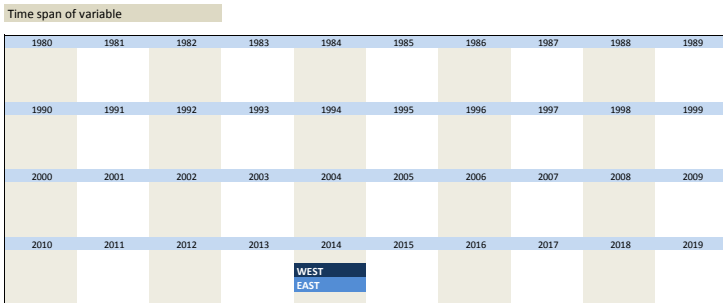 Time span of variable
1980 1981 1982 1983 1984 1985 1986 1987 1988 1989
1990 1991 1992 1993 1994 1995 1996 1997 1998 1999
2000 2001 2002 2003 2004 2005 2006 2007 2008 2009
2010 2011 2012 2013 2014 2015 2016 2017 2018 2019
WEST
EAST